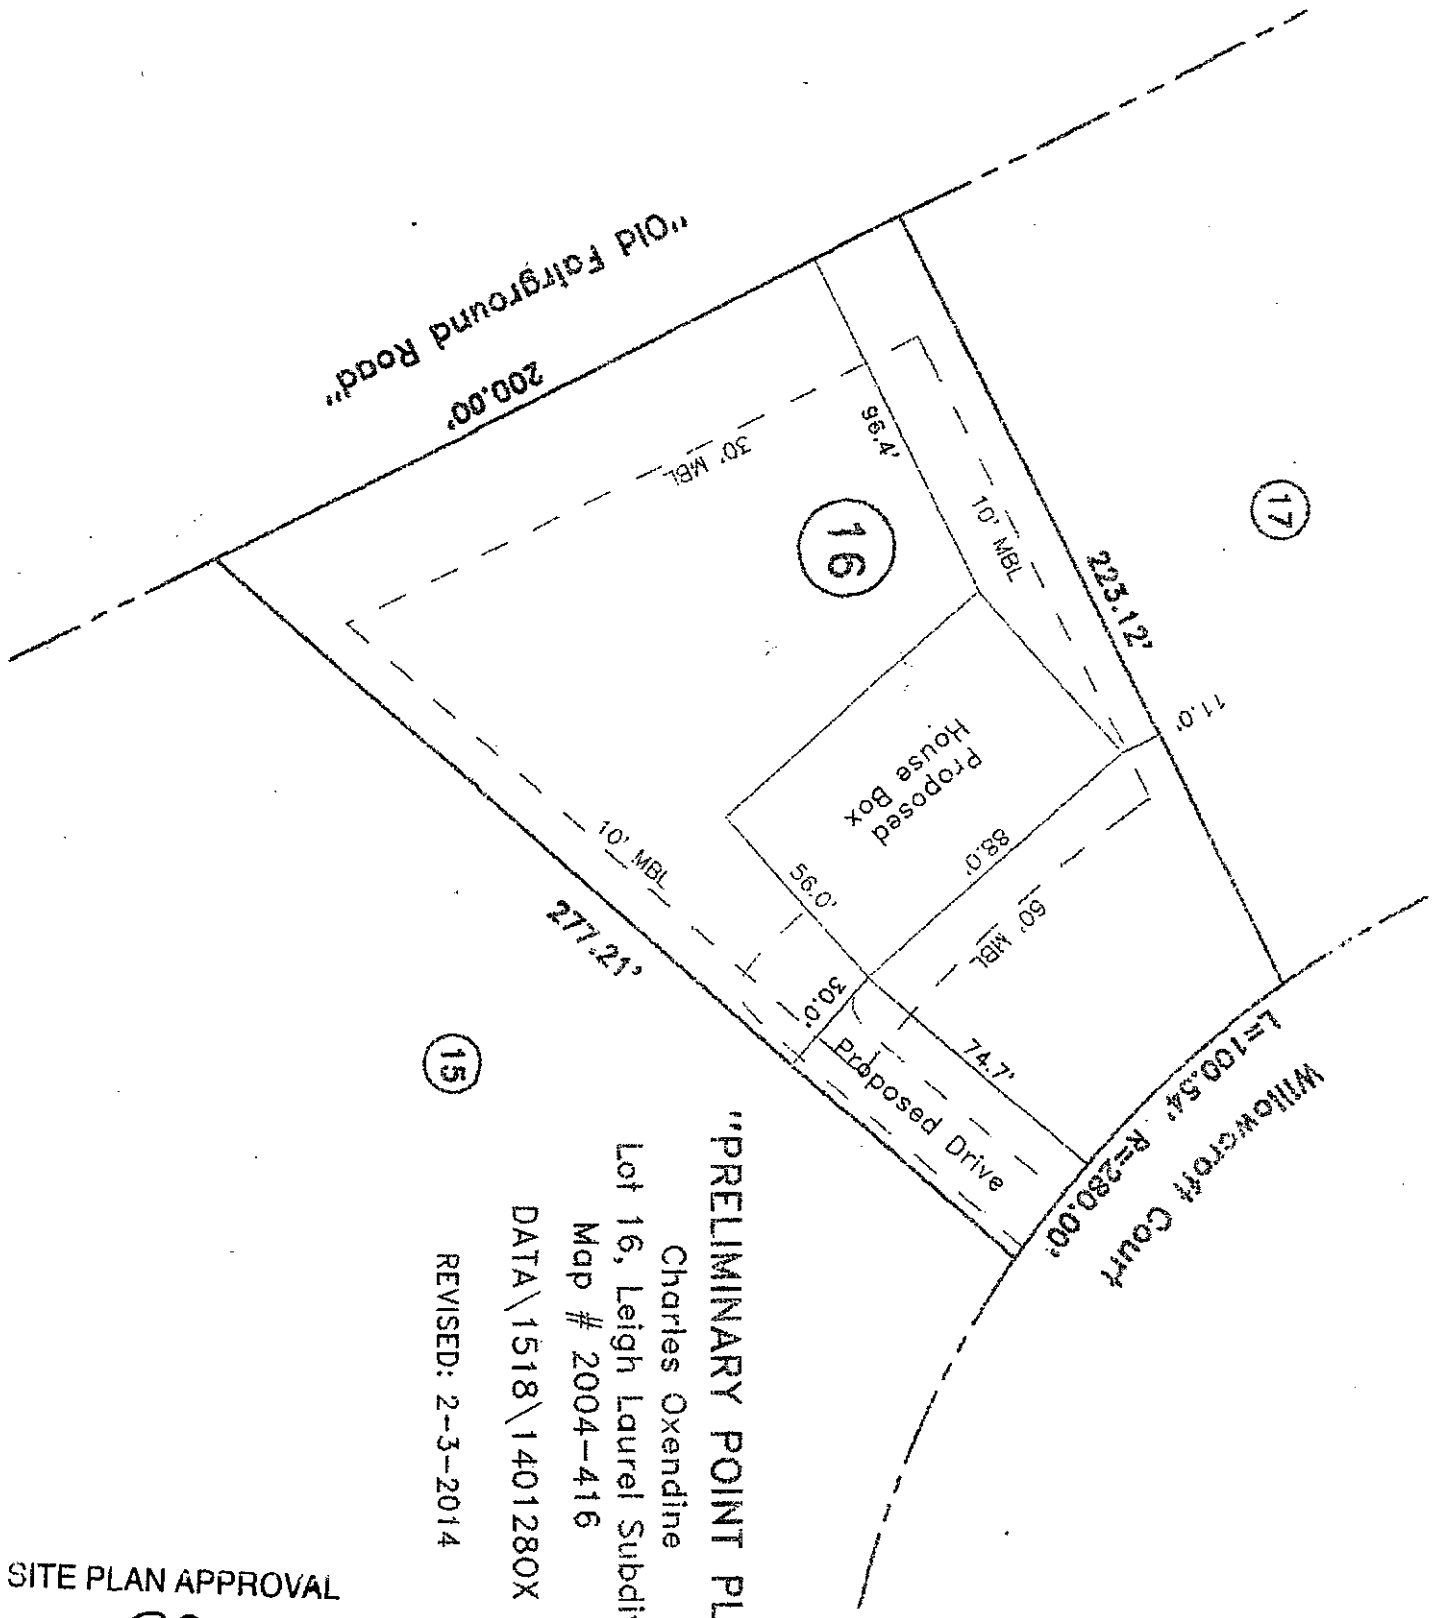 "Old Fairground Road"
200.00'
30' MBL
96.4'
10' MBL
16
17
223.12'
11.0'
Proposed
House Box
88.0'
56.0'
50' MBL
10' MBL
277.21'
30.0'
74.7'
Proposed Drive
L=100.54' R=280.00'
Willowcroft Court
15
"PRELIMINARY POINT PL
Charles Oxendine
Lot 16, Leigh Laurel Subdi
Map # 2004-416
DATA\1518\140128OX
REVISED: 2-3-2014
SITE PLAN APPROVAL